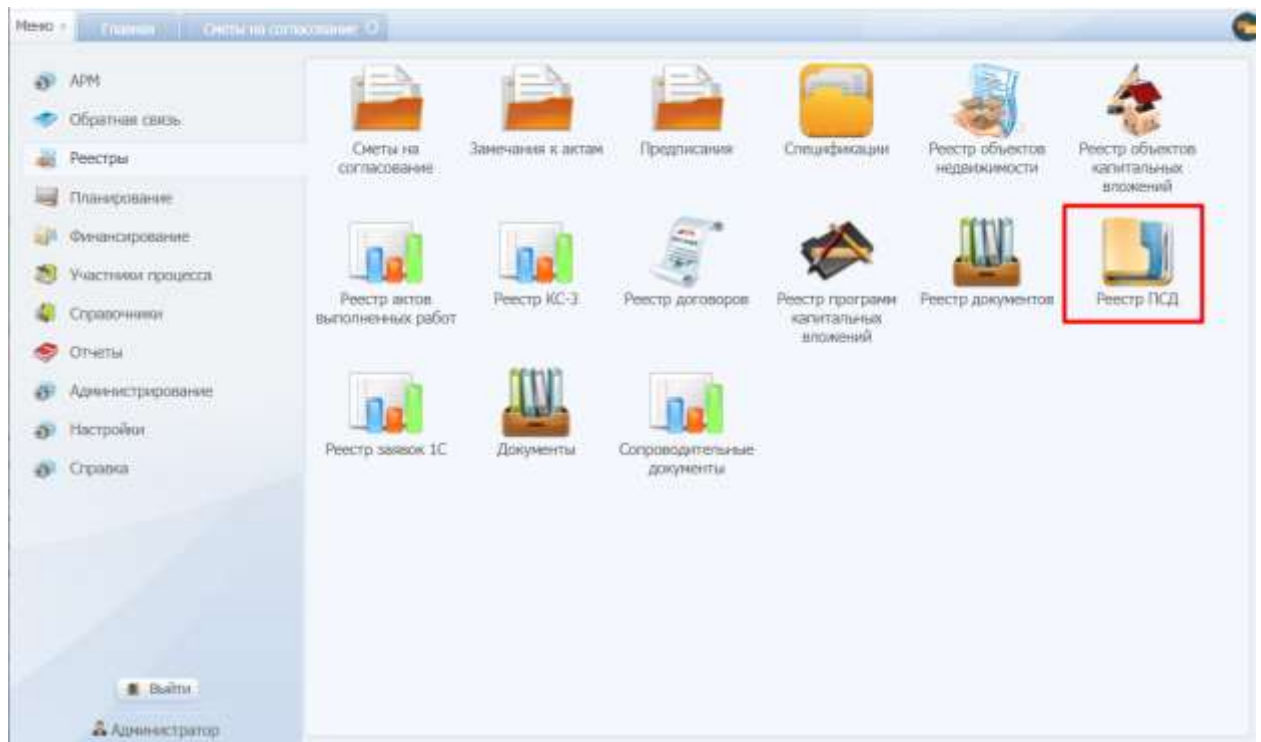 Меню
Главная
Сметы на согласование
АРМ
Обратная связь
Реестры
Планирование
Финансирование
Участники процесса
Справочники
Отчеты
Администрирование
Настройки
Справка
Выйти
Администратор
Сметы на
согласование
Замечания к актам
Предписания
Спецификации
Реестр объектов
недвижимости
Реестр объектов
капитальных
вложений
Реестр актов
выполненных работ
Реестр КС-3
Реестр договоров
Реестр программ
капитальных
вложений
Реестр документов
Реестр ПСД
Реестр заявок 1С
Документы
Сопроводительные
документы